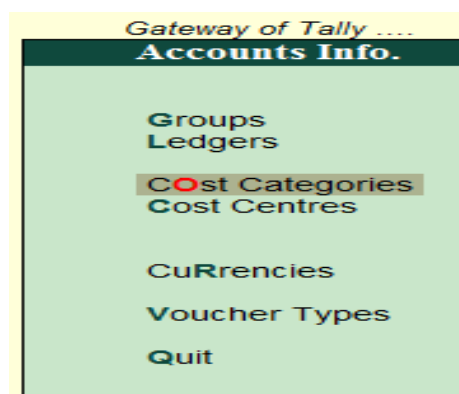 Gateway of Tally ....
Accounts Info.
Groups
Ledgers
COst Categories
Cost Centres
CuRrencies
Voucher Types
Quit